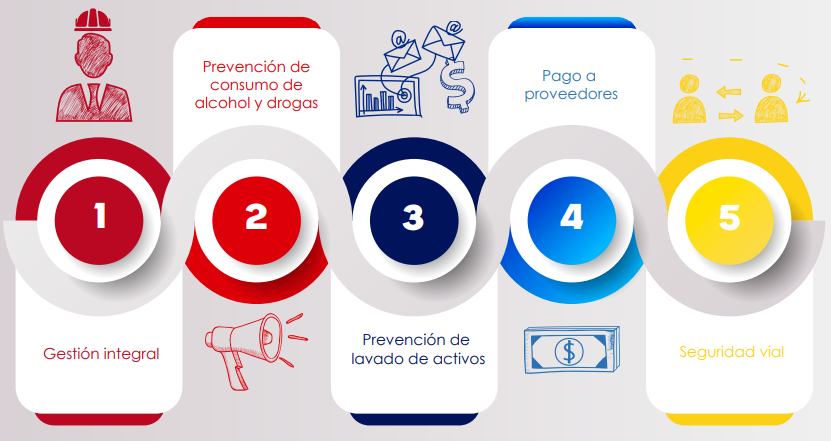 1
Gestión integral
Prevención de
consumo de
alcohol y drogas
2
@
@
$
3
Prevención de
lavado de activos
Pago a
proveedores
4
$
5
Seguridad vial